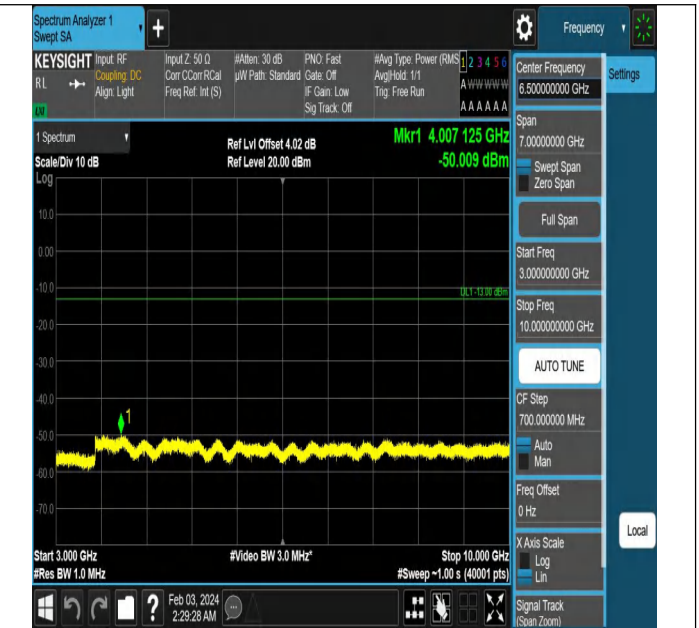 Spectrum Analyzer 1
Swept SA
+
Frequency
KEYSIGHT
RL
Input: RF
Coupling: DC
Align: Light
Input Z: 50 Ω
Corr CCorr RCal
Freq Ref: Int (S)
#Atten: 30 dB
µW Path: Standard
PNO: Fast
Gate: Off
IF Gain: Low
Sig Track: Off
#Avg Type: Power (RMS
Avg|Hold: 1/1
Trig: Free Run
1 2 3 4 5 6
A W W W W W
A A A A A A
1 Spectrum
Scale/Div 10 dB
Ref Lvl Offset 4.02 dB
Ref Level 20.00 dBm
Mkr1 4.007 125 GHz
-50.009 dBm
Log
10.0
0.00
-10.0
DL1 -13.00 dBm
-20.0
-30.0
-40.0
1
-50.0
-60.0
-70.0
Start 3.000 GHz
#Video BW 3.0 MHz*
Stop 10.000 GHz
#Res BW 1.0 MHz
#Sweep ~1.00 s (40001 pts)
?
Feb 03, 2024
2:29:28 AM
Center Frequency
6.50000000 GHz
Settings
Span
7.00000000 GHz
Swept Span
Zero Span
Full Span
Start Freq
3.000000000 GHz
Stop Freq
10.000000000 GHz
AUTO TUNE
CF Step
700.000000 MHz
Auto
Man
Freq Offset
0 Hz
X Axis Scale
Log
Lin
Local
Signal Track
(Span Zoom)